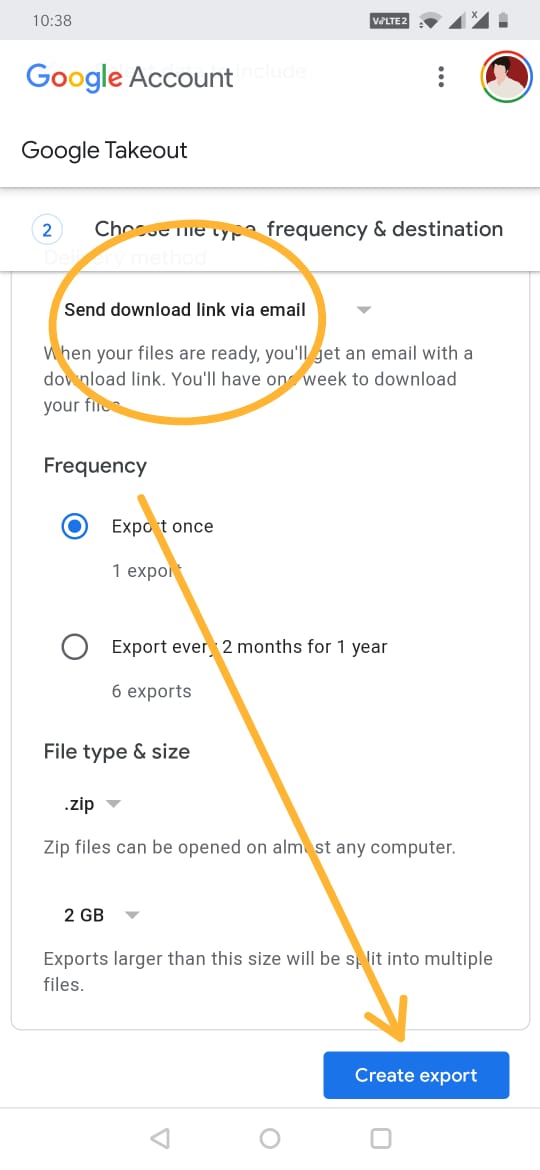 10:38
VoLTE2
Google Account
Google Takeout
2 Choose file type, frequency & destination
Delivery method
Send download link via email
When your files are ready, you'll get an email with a
download link. You'll have one week to download
your files.
Frequency
Export once
1 export
Export every 2 months for 1 year
6 exports
File type & size
.zip
Zip files can be opened on almost any computer.
2 GB
Exports larger than this size will be split into multiple
files.
Create export